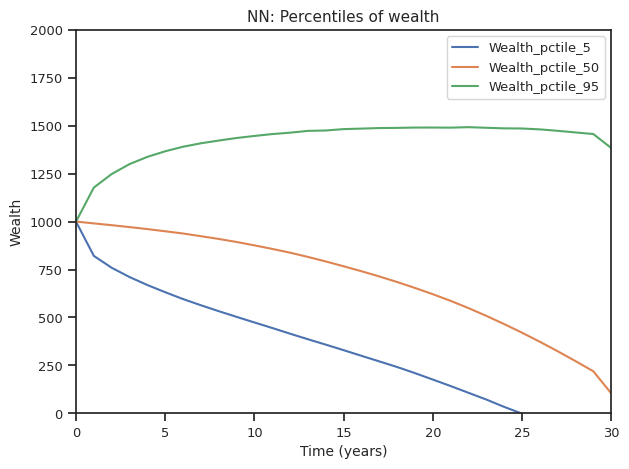 NN: Percentiles of wealth
Wealth_pctile_5
Wealth_pctile_50
Wealth_pctile_95
Wealth
2000
1750
1500
1250
1000
750
500
250
0
0 5 10 15 20 25 30
Time (years)